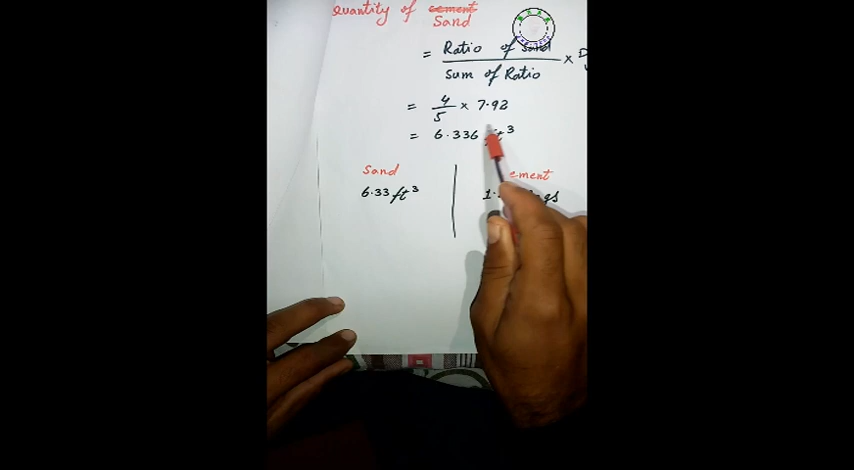 Quantity of cement
Sand
= Ratio of Sand
Sum of Ratio ×
= 4/5 × 7.92
= 6.336 ft³
Sand
6.33 ft³